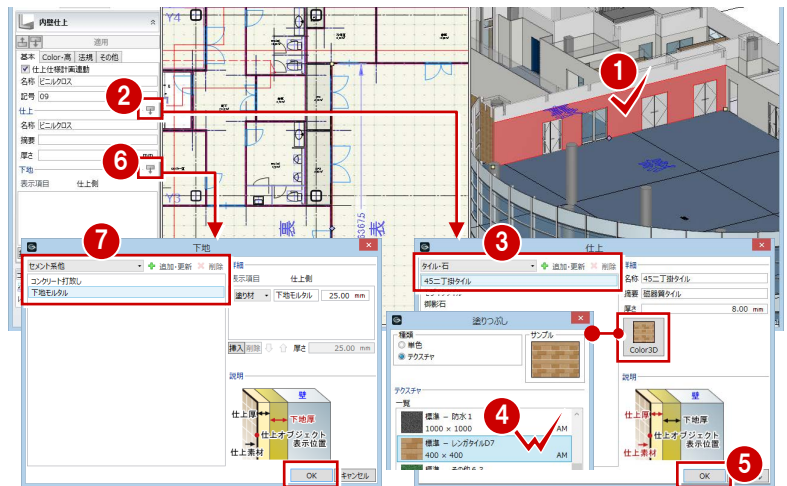 内壁仕上
適用
基本 Color・高 法規 その他
仕上仕様計画連動
名称 ビニルクロス
記号 09
仕上
名称 ビニルクロス
摘要
厚さ mm
下地
表示項目 仕上側
Y4
Y3
裏
表
5367.5
1
2
6
7
3
4
5
下地
セメント系他
追加・更新 削除
コンクリート打放し
下地モルタル
詳細
表示項目 仕上側
塗り材 下地モルタル 25.00 mm
挿入 削除 厚さ 25.00 mm
説明
壁
仕上厚
下地厚
仕上オブジェクト
表示位置
仕上素材
OK キャンセル
仕上
タイル・石
追加・更新 削除
45二丁掛タイル
御影石
詳細
名称 45二丁掛タイル
摘要 磁器質タイル
厚さ 8.00 mm
Color3D
説明
壁
仕上厚
下地厚
仕上オブジェクト
表示位置
仕上素材
OK
塗りつぶし
種類
単色
テクスチャ
サンプル
テクスチャ
一覧
標準 − 防水1
1000 × 1000 AM
標準 − レンガタイルD7
400 × 400 AM